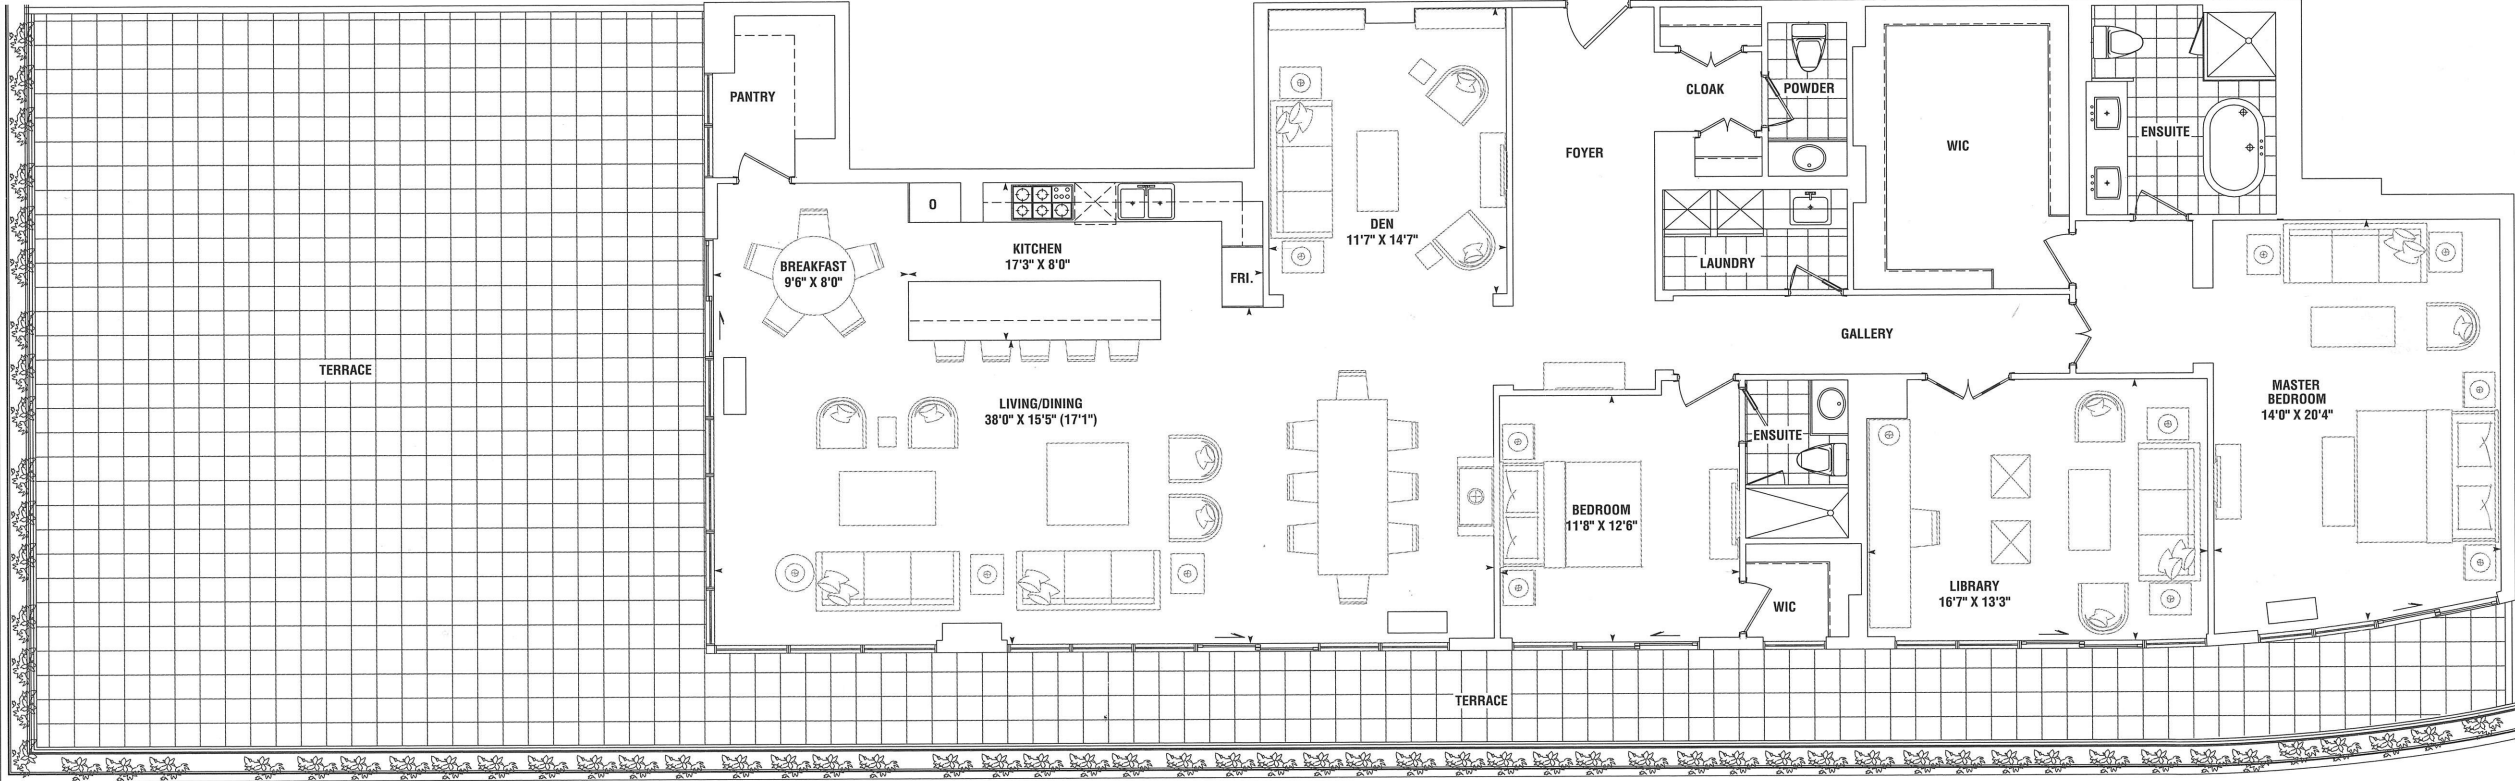 PANTRY
CLOAK
POWDER
ENSUITE
FOYER
WIC
O
DEN
11'7" X 14'7"
KITCHEN
17'3" X 8'0"
BREAKFAST
9'6" X 8'0"
FRI.
LAUNDRY
GALLERY
TERRACE
LIVING/DINING
38'0" X 15'5" (17'1")
MASTER
BEDROOM
14'0" X 20'4"
ENSUITE
BEDROOM
11'8" X 12'6"
LIBRARY
16'7" X 13'3"
WIC
TERRACE